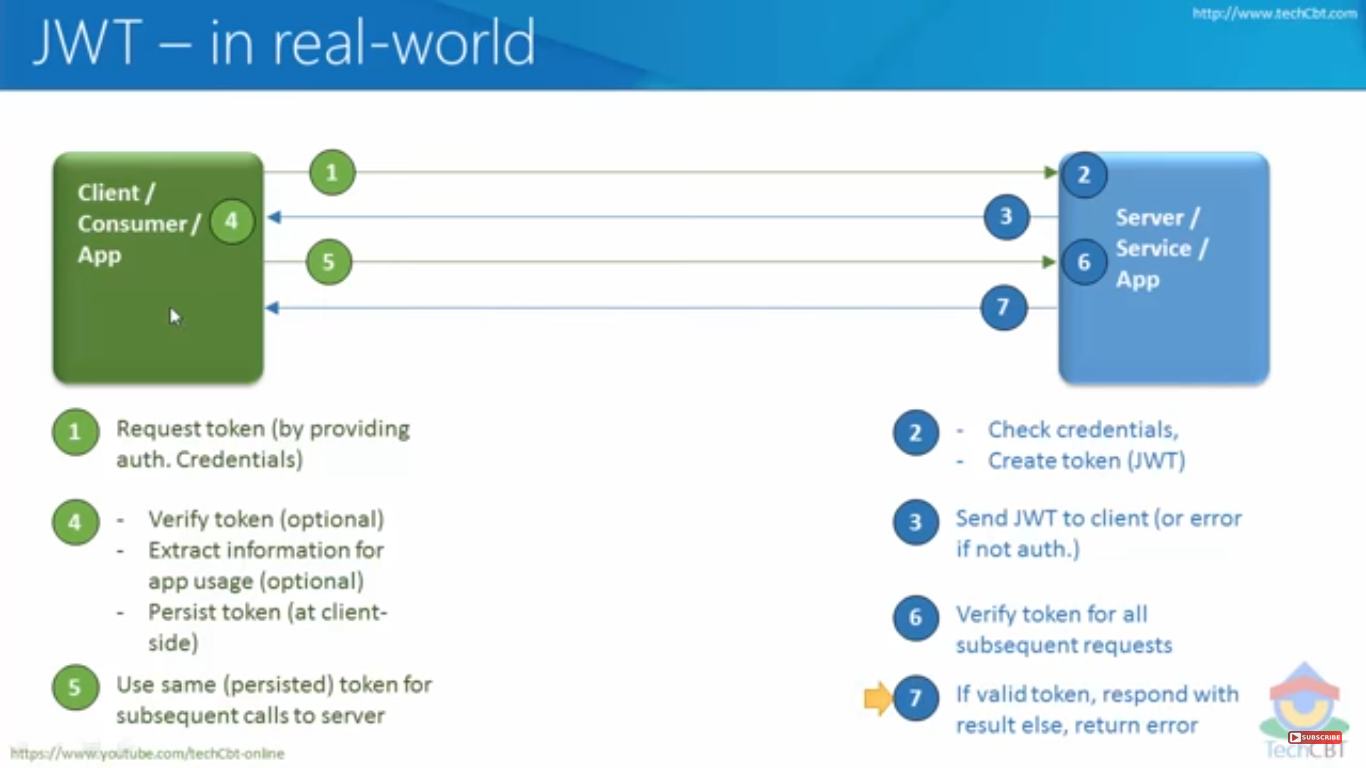 http://www.techCbt.com
JWT – in real-world
Client /
Consumer /
App
4
1
2
3
5
6
7
Server /
Service /
App
1
Request token (by providing
auth. Credentials)
4
- Verify token (optional)
- Extract information for
app usage (optional)
- Persist token (at client-
side)
5
Use same (persisted) token for
subsequent calls to server
2
- Check credentials,
- Create token (JWT)
3
Send JWT to client (or error
if not auth.)
6
Verify token for all
subsequent requests
7
If valid token, respond with
result else, return error
https://www.youtube.com/techCbt-online
SUBSCRIBE
TechCBT